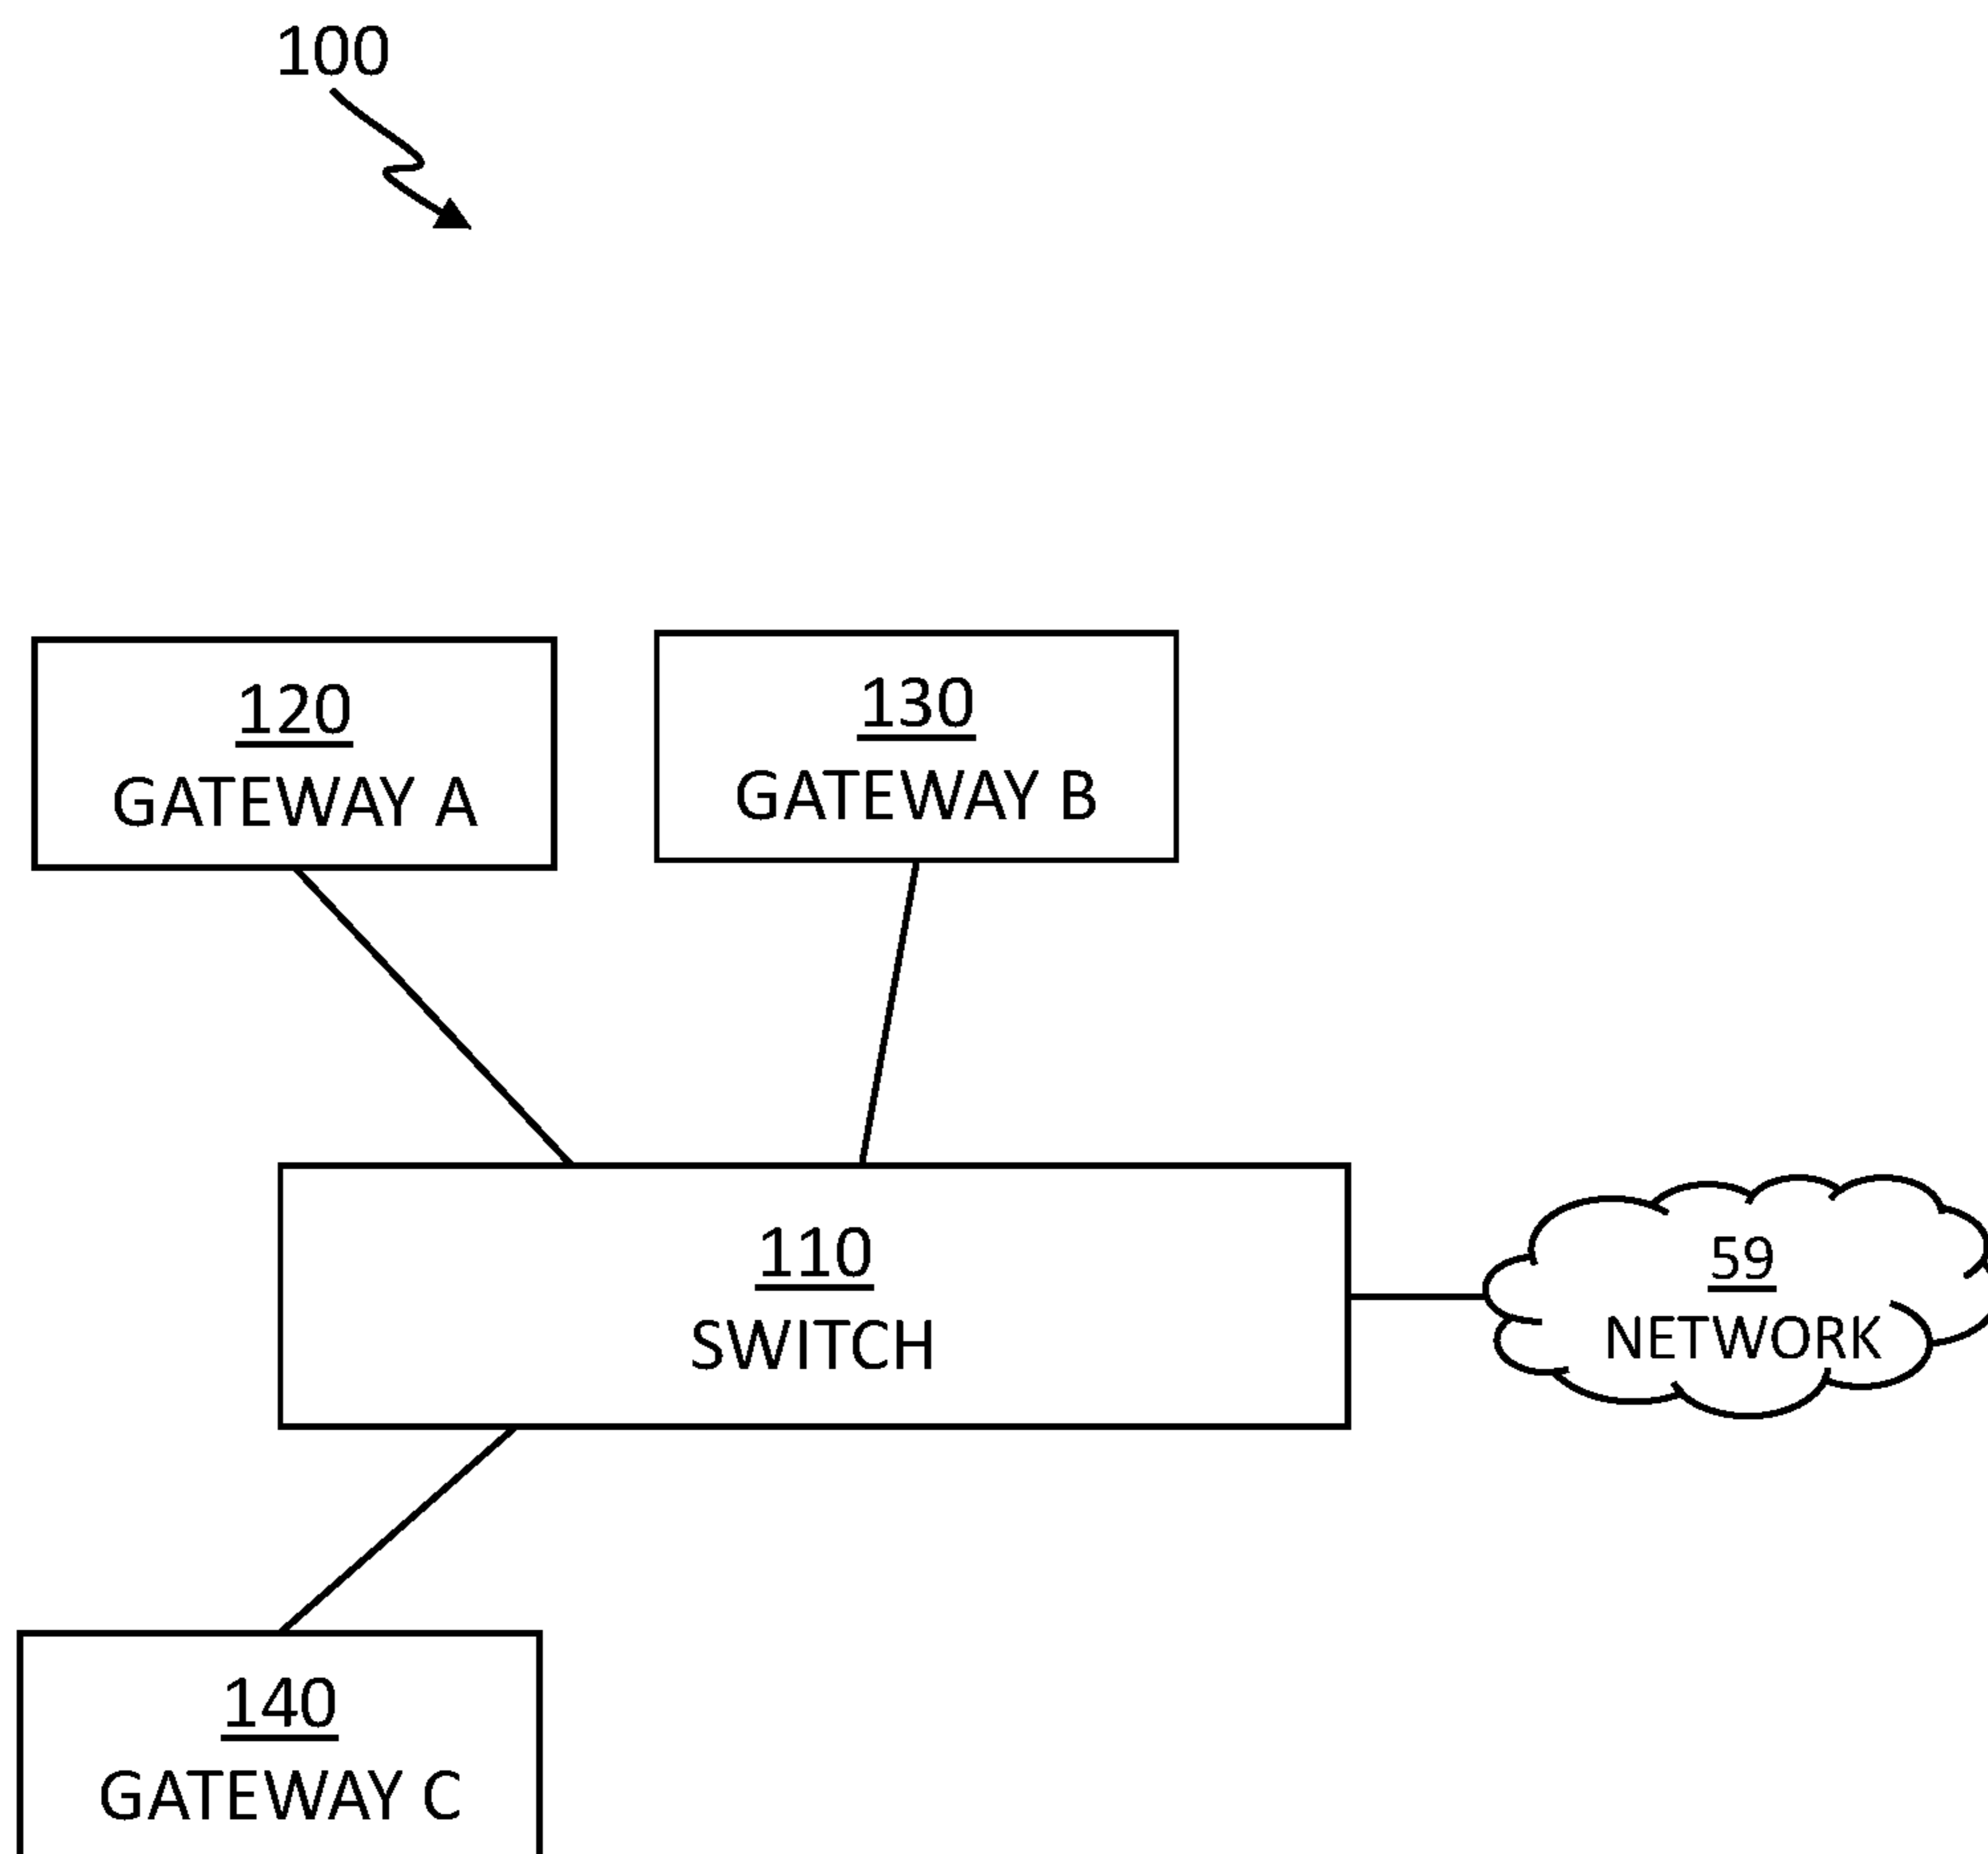 100
120
GATEWAY A
130
GATEWAY B
110
SWITCH
59
NETWORK
140
GATEWAY C